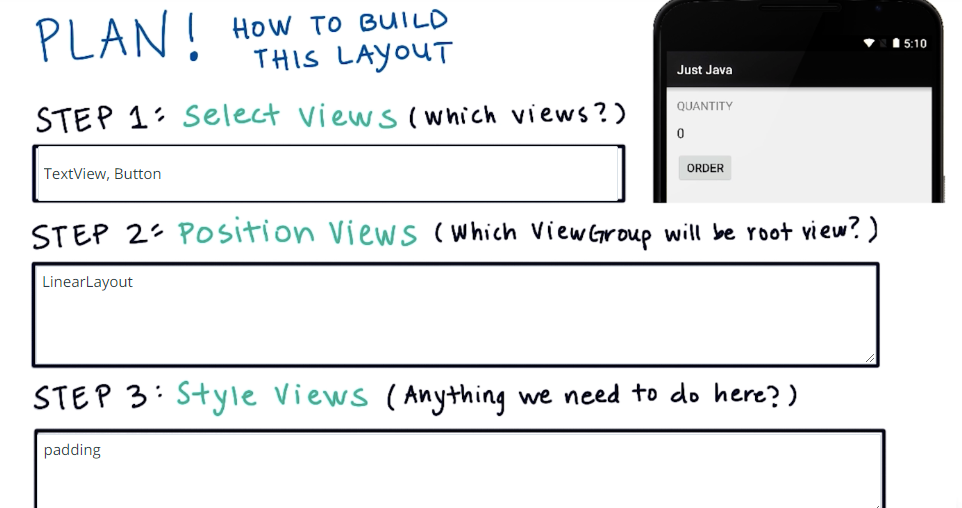 PLAN! HOW TO BUILD
THIS LAYOUT
5:10
Just Java
QUANTITY
0
ORDER
STEP 1: Select Views (which views?)
TextView, Button
STEP 2: Position Views (which ViewGroup will be root view?)
LinearLayout
STEP 3: Style Views (Anything we need to do here?)
padding